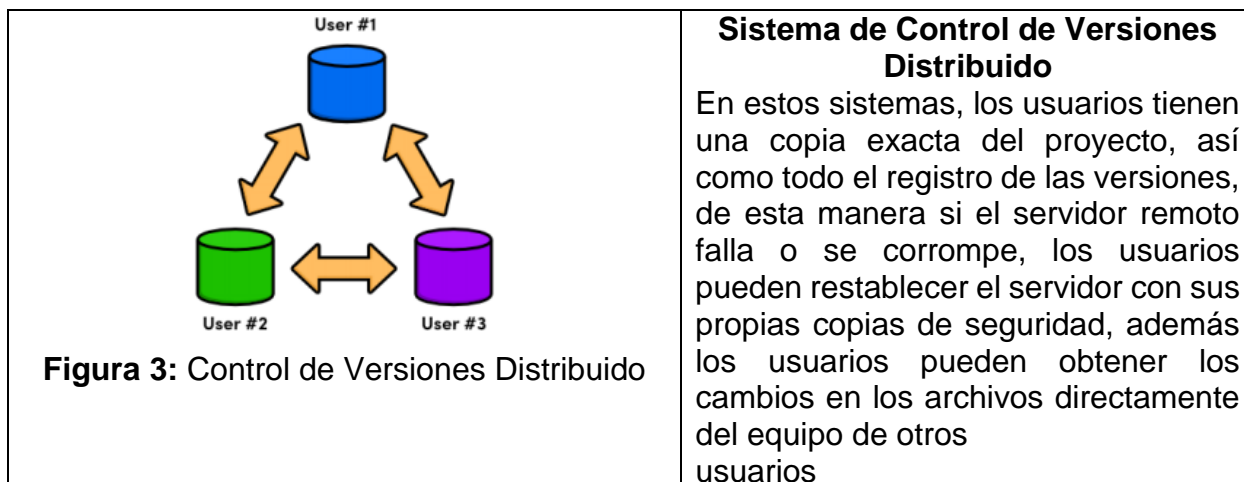 User #1
User #2
User #3
Figura 3: Control de Versiones Distribuido
Sistema de Control de Versiones
Distribuido
En estos sistemas, los usuarios tienen
una copia exacta del proyecto, así
como todo el registro de las versiones,
de esta manera si el servidor remoto
falla o se corrompe, los usuarios
pueden restablecer el servidor con sus
propias copias de seguridad, además
los usuarios pueden obtener los
cambios en los archivos directamente
del equipo de otros
usuarios